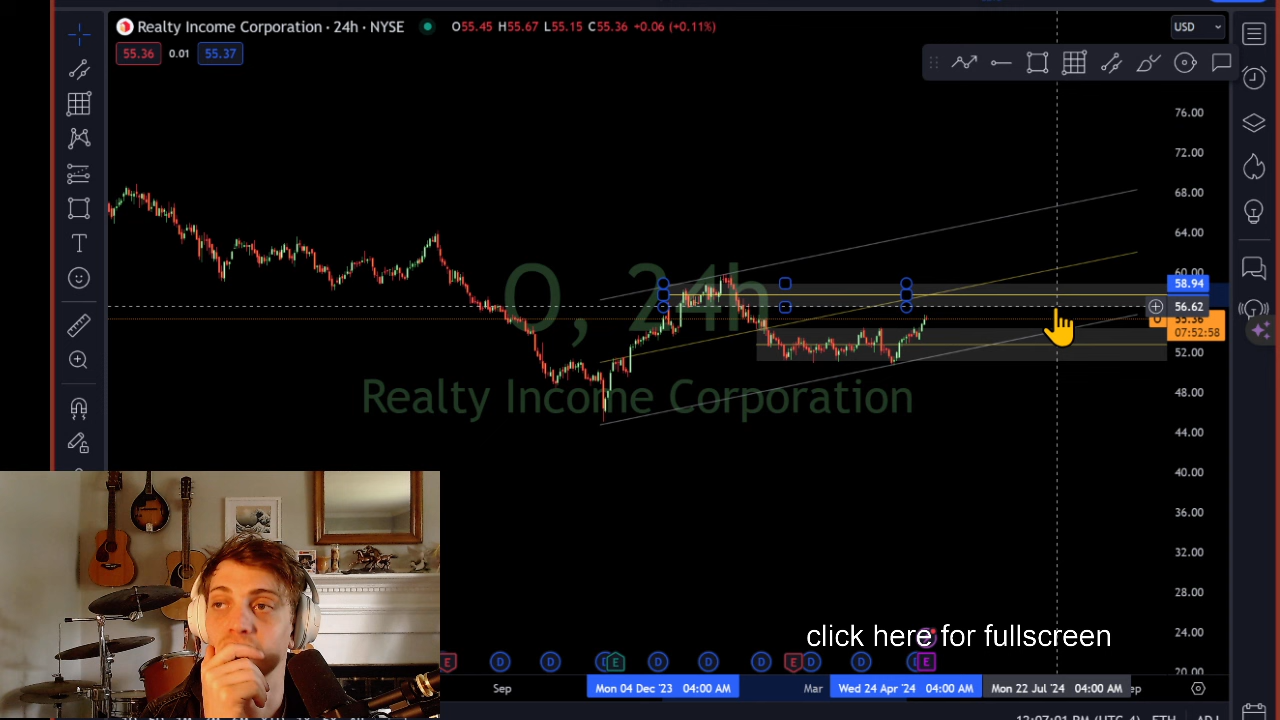 Realty Income Corporation · 24h · NYSE
O55.45 H55.67 L55.15 C55.36 +0.06 (+0.11%)
USD
55.36 0.01 55.37
76.00
72.00
68.00
64.00
60.00
58.94
56.62
07:52:58
52.00
48.00
44.00
40.00
36.00
32.00
28.00
24.00
20.00
O, 24h
Realty Income Corporation
click here for fullscreen
E D D D E D D D E D D D E
Sep
Mon 04 Dec '23 04:00 AM
Mar
Wed 24 Apr '24 04:00 AM
Mon 22 Jul '24 04:00 AM